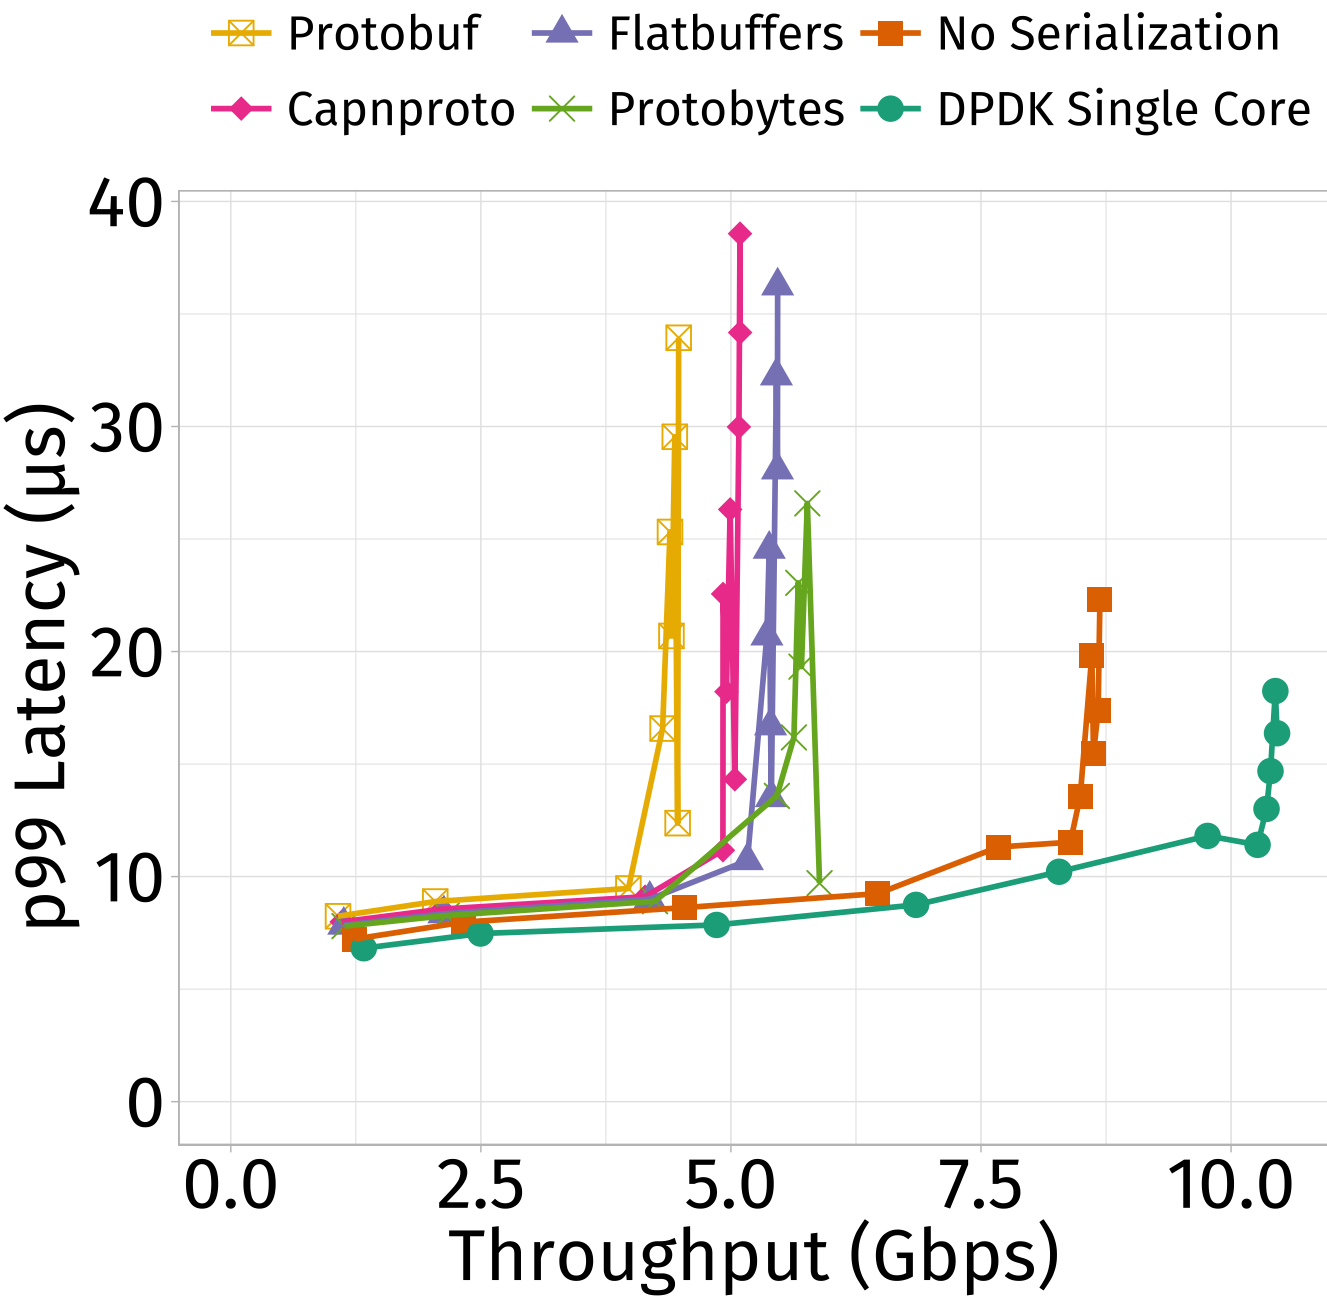 Protobuf Flatbuffers No Serialization
Capnproto Protobytes DPDK Single Core
40
30
20
10
0
p99 Latency (µs)
0.0 2.5 5.0 7.5 10.0
Throughput (Gbps)